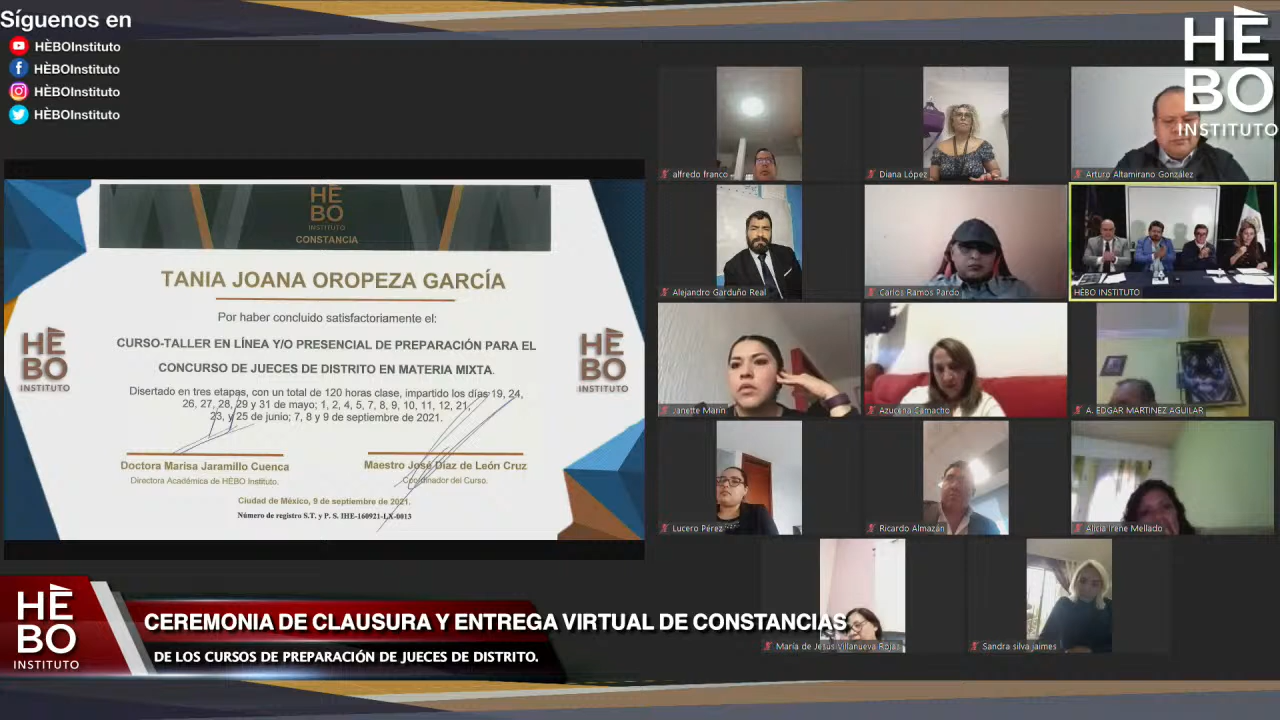 Síguenos en
HÈBOInstituto
HÈBOInstituto
HÈBOInstituto
HÈBOInstituto
HÈ
BO
INSTITUTO
HÈ
BO
INSTITUTO
CONSTANCIA
TANIA JOANA OROPEZA GARCÍA
Por haber concluido satisfactoriamente el:
CURSO-TALLER EN LÍNEA Y/O PRESENCIAL DE PREPARACIÓN PARA EL
CONCURSO DE JUECES DE DISTRITO EN MATERIA MIXTA.
Disertado en tres etapas, con un total de 120 horas clase, impartido los días 19, 24,
26, 27, 28, 29 y 31 de mayo; 1, 2, 4, 5, 7, 8, 9, 10, 11, 12, 21,
23, y 25 de junio; 7, 8 y 9 de septiembre de 2021.
HÈ
BO
INSTITUTO
HÈ
BO
INSTITUTO
Doctora Marisa Jaramillo Cuenca
Directora Académica de HÈBO Instituto.
Maestro José Díaz de León Cruz
Coordinador del Curso.
Ciudad de México, 9 de septiembre de 2021.
Número de registro S.T. y P. S. IHE-160921-LX-0013
alfredo franco
Diana López
Arturo Altamirano González
Alejandro Garduño Real
Carlos Ramos Pardo
HÈBO INSTITUTO
Janette Marin
Azucena Camacho
A. EDGAR MARTINEZ AGUILAR
Lucero Pérez
Ricardo Almazán
Alicia Irene Mellado
María de Jesús Villanueva Rojas
Sandra silva jaimes
HÈ
BO
INSTITUTO
CEREMONIA DE CLAUSURA Y ENTREGA VIRTUAL DE CONSTANCIAS
DE LOS CURSOS DE PREPARACIÓN DE JUECES DE DISTRITO.